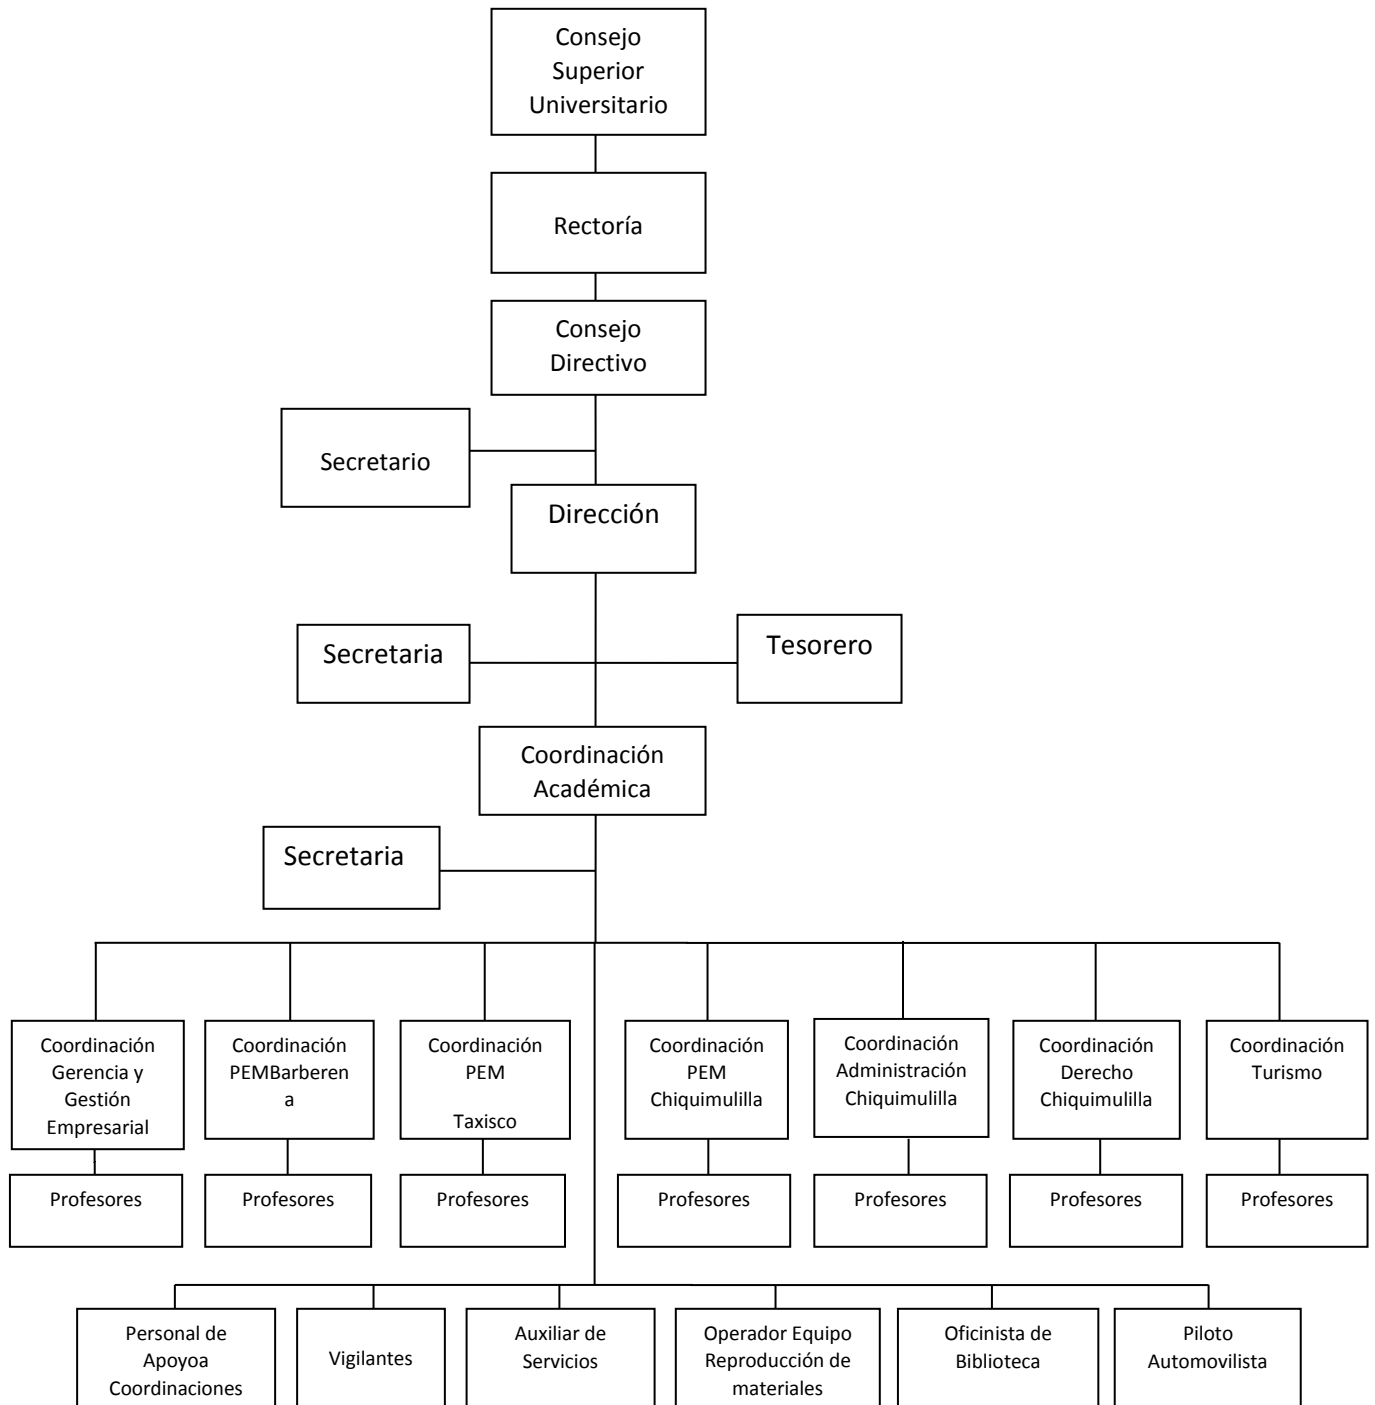 Consejo
Superior
Universitario
Rectoría
Consejo
Directivo
Secretario
Dirección
Secretaria
Tesorero
Coordinación
Académica
Secretaria
Coordinación
Gerencia y
Gestión
Empresarial
Coordinación
PEMBarberen
a
Coordinación
PEM
Taxisco
Coordinación
PEM
Chiquimulilla
Coordinación
Administración
Chiquimulilla
Coordinación
Derecho
Chiquimulilla
Coordinación
Turismo
Profesores
Profesores
Profesores
Profesores
Profesores
Profesores
Profesores
Personal de
Apoyoa
Coordinaciones
Vigilantes
Auxiliar de
Servicios
Operador Equipo
Reproducción de
materiales
Oficinista de
Biblioteca
Piloto
Automovilista